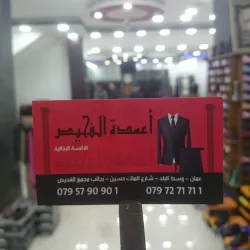 أعمدة الفحيص
للألبسة الرجالية
عمان - وسط البلد - شارع الملك حسين - بجانب مجمع الفحيص
079 57 90 90 1
079 72 71 71 1